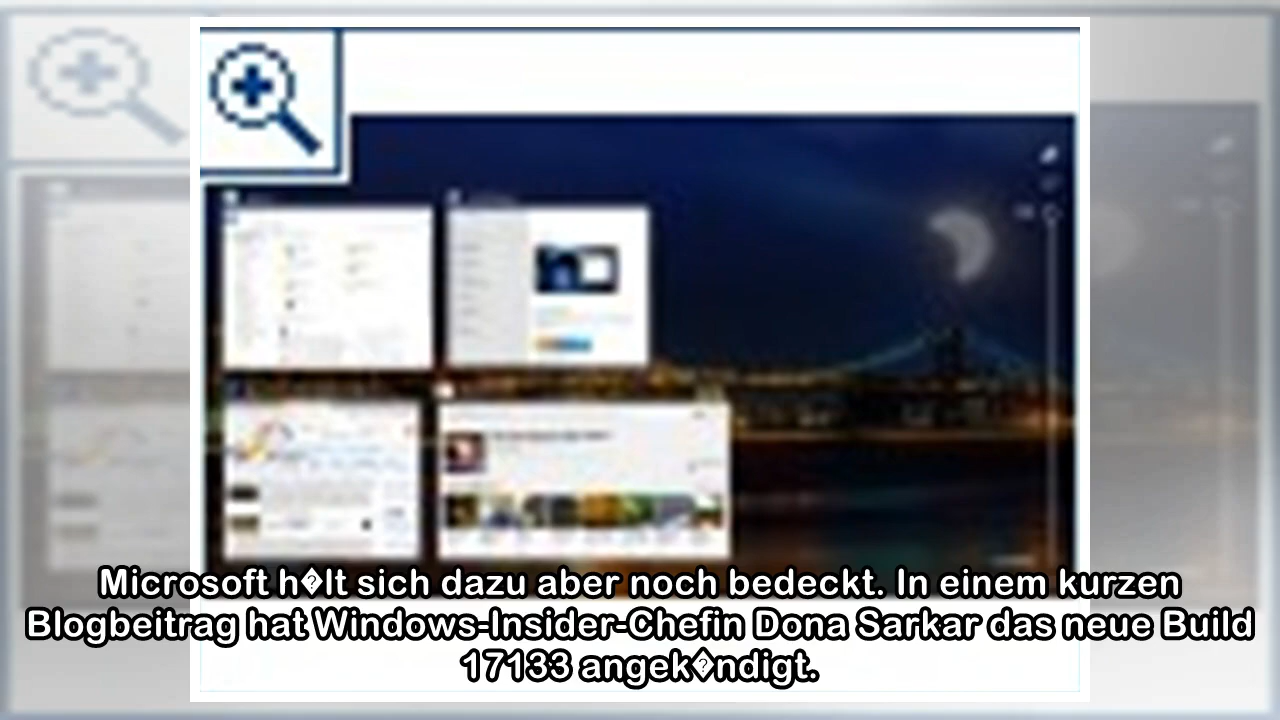 Microsoft h�lt sich dazu aber noch bedeckt. In einem kurzen
Blogbeitrag hat Windows-Insider-Chefin Dona Sarkar das neue Build
17133 angek�ndigt.